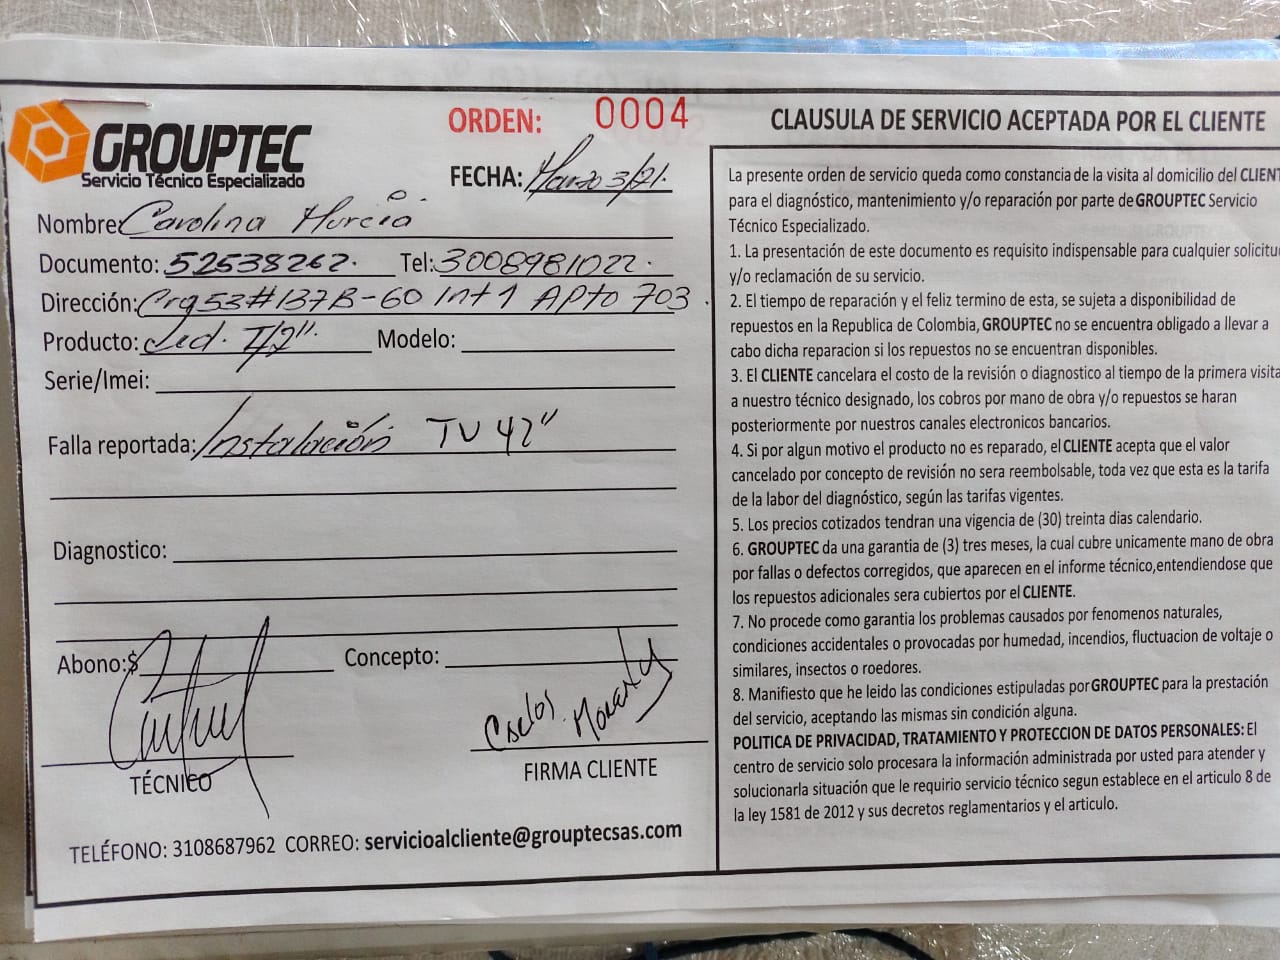 GROUPTEC
Servicio Técnico Especializado
ORDEN: 0004
FECHA: Marzo 3/21.
Nombre: Carolina Murcia
Documento: 52538262. Tel: 3008981022.
Dirección: Crg 53 # 137B-60 Int 1 Apto 703.
Producto: Led. 42". Modelo:
Serie/Imei:
Falla reportada: Instalación TV 42"
Diagnostico:
Abono:$ Concepto:
Carlos
TÉCNICO FIRMA CLIENTE
TELÉFONO: 3108687962 CORREO: servicioalcliente@grouptecsas.com
CLAUSULA DE SERVICIO ACEPTADA POR EL CLIENTE
La presente orden de servicio queda como constancia de la visita al domicilio del CLIENT
para el diagnóstico, mantenimiento y/o reparación por parte de GROUPTEC Servicio
Técnico Especializado.
1. La presentación de este documento es requisito indispensable para cualquier solicitu
y/o reclamación de su servicio.
2. El tiempo de reparación y el feliz termino de esta, se sujeta a disponibilidad de
repuestos en la Republica de Colombia, GROUPTEC no se encuentra obligado a llevar a
cabo dicha reparacion si los repuestos no se encuentran disponibles.
3. El CLIENTE cancelara el costo de la revisión o diagnostico al tiempo de la primera visita
a nuestro técnico designado, los cobros por mano de obra y/o repuestos se haran
posteriormente por nuestros canales electronicos bancarios.
4. Si por algun motivo el producto no es reparado, el CLIENTE acepta que el valor
cancelado por concepto de revisión no sera reembolsable, toda vez que esta es la tarifa
de la labor del diagnóstico, según las tarifas vigentes.
5. Los precios cotizados tendran una vigencia de (30) treinta dias calendario.
6. GROUPTEC da una garantia de (3) tres meses, la cual cubre unicamente mano de obra
por fallas o defectos corregidos, que aparecen en el informe técnico,entendiendose que
los repuestos adicionales sera cubiertos por el CLIENTE.
7. No procede como garantia los problemas causados por fenomenos naturales,
condiciones accidentales o provocadas por humedad, incendios, fluctuacion de voltaje o
similares, insectos o roedores.
8. Manifiesto que he leido las condiciones estipuladas por GROUPTEC para la prestación
del servicio, aceptando las mismas sin condición alguna.
POLITICA DE PRIVACIDAD, TRATAMIENTO Y PROTECCION DE DATOS PERSONALES: El
centro de servicio solo procesara la información administrada por usted para atender y
solucionarla situación que le requirio servicio técnico segun establece en el articulo 8 de
la ley 1581 de 2012 y sus decretos reglamentarios y el articulo.